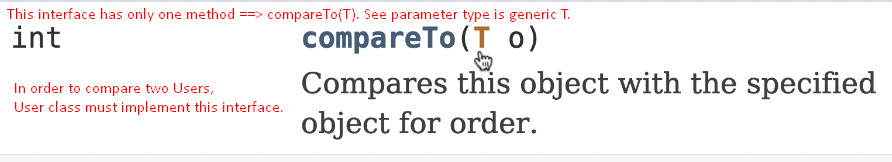 This interface has only one method ==> compareTo(T). See parameter type is generic T.
int compareTo(T o)
In order to compare two Users,
User class must implement this interface.
Compares this object with the specified
object for order.